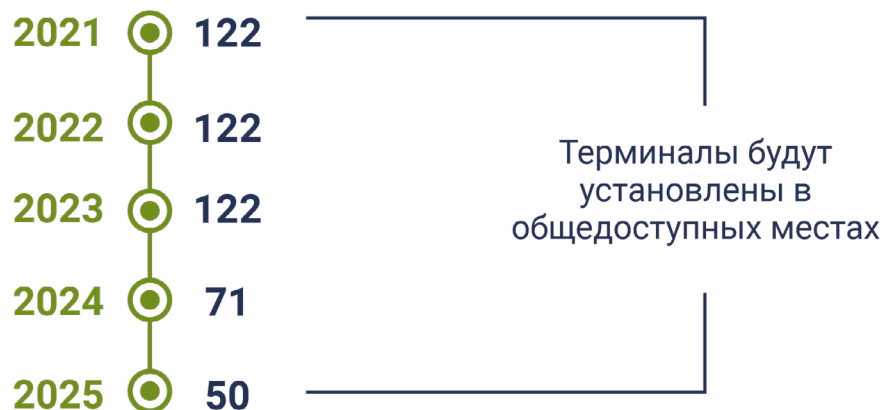 2021 122
2022 122
2023 122
2024 71
2025 50
Терминалы будут
установлены в
общедоступных местах